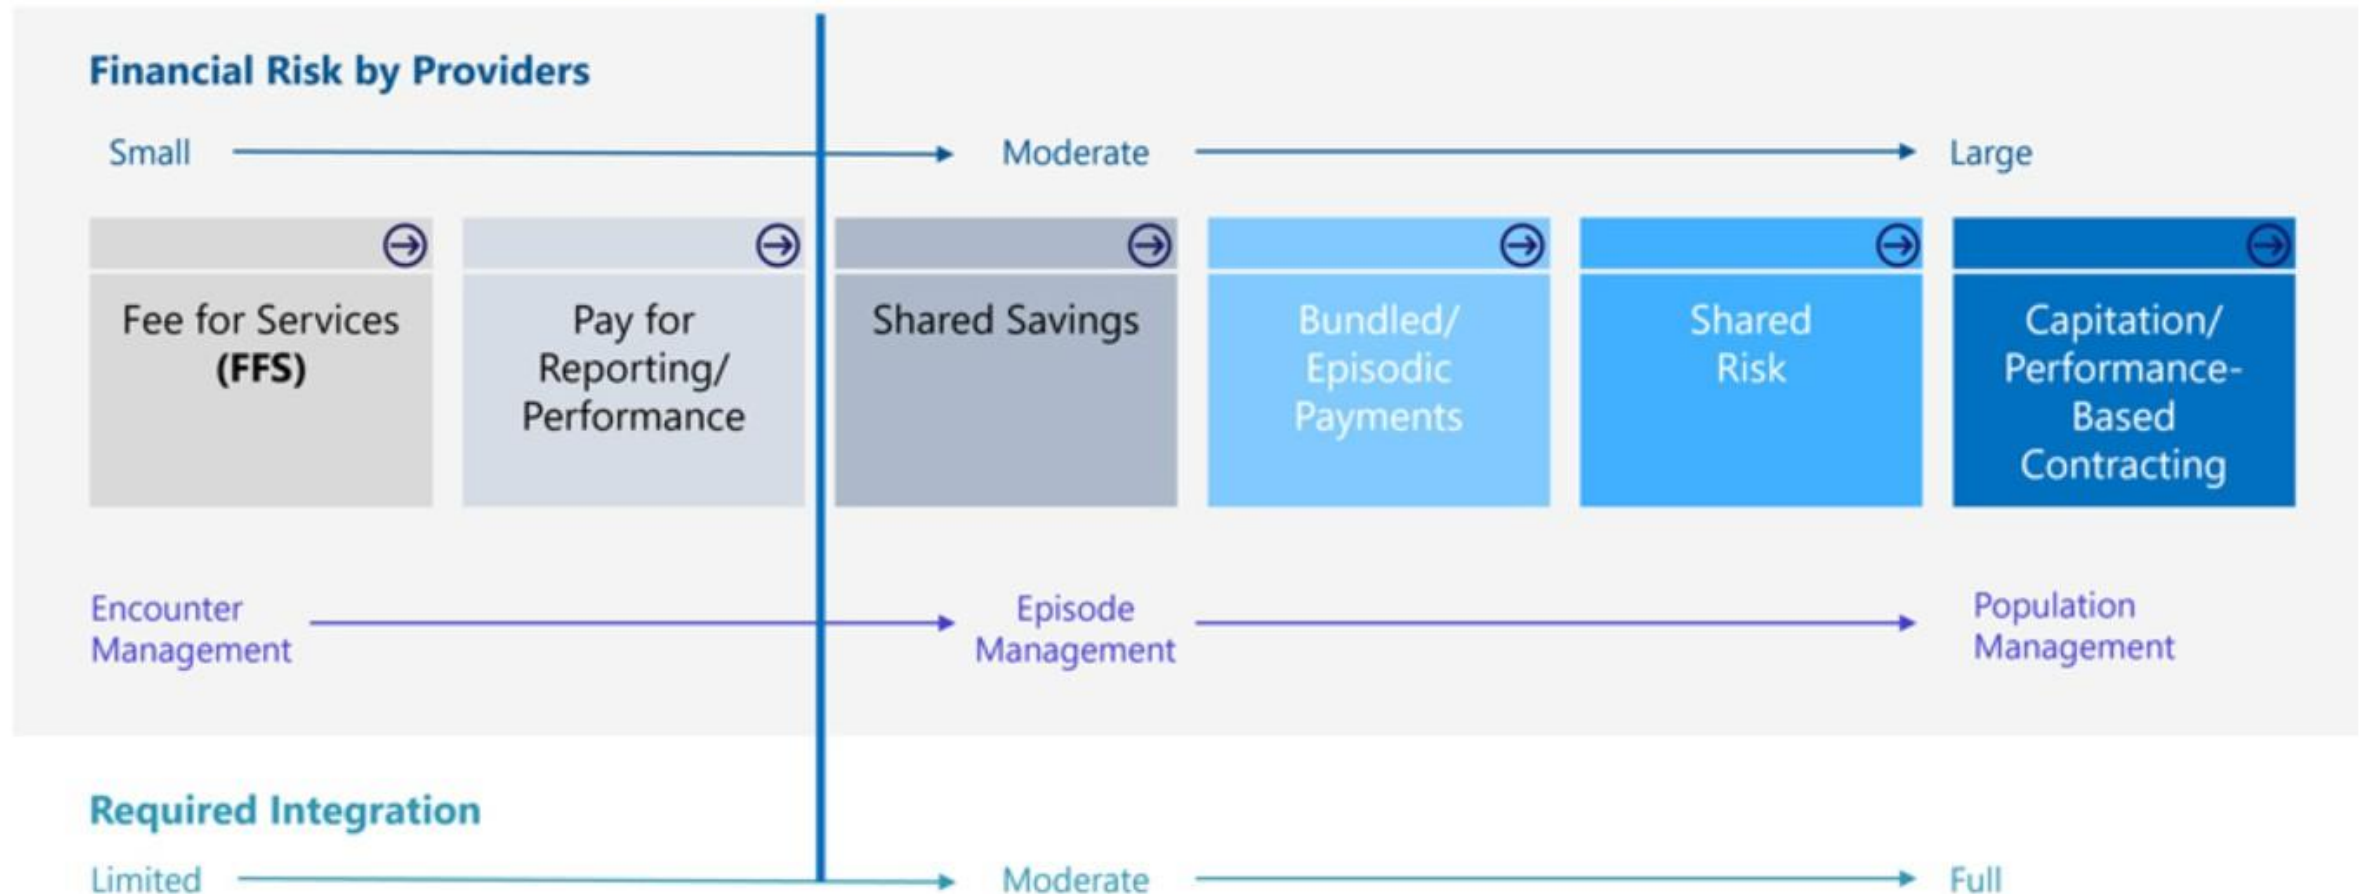 Financial Risk by Providers
Small
Moderate
Large
Fee for Services
(FFS)
Pay for
Reporting/
Performance
Shared Savings
Bundled/
Episodic
Payments
Shared
Risk
Capitation/
Performance-
Based
Contracting
Encounter
Management
Episode
Management
Population
Management
Required Integration
Limited
Moderate
Full